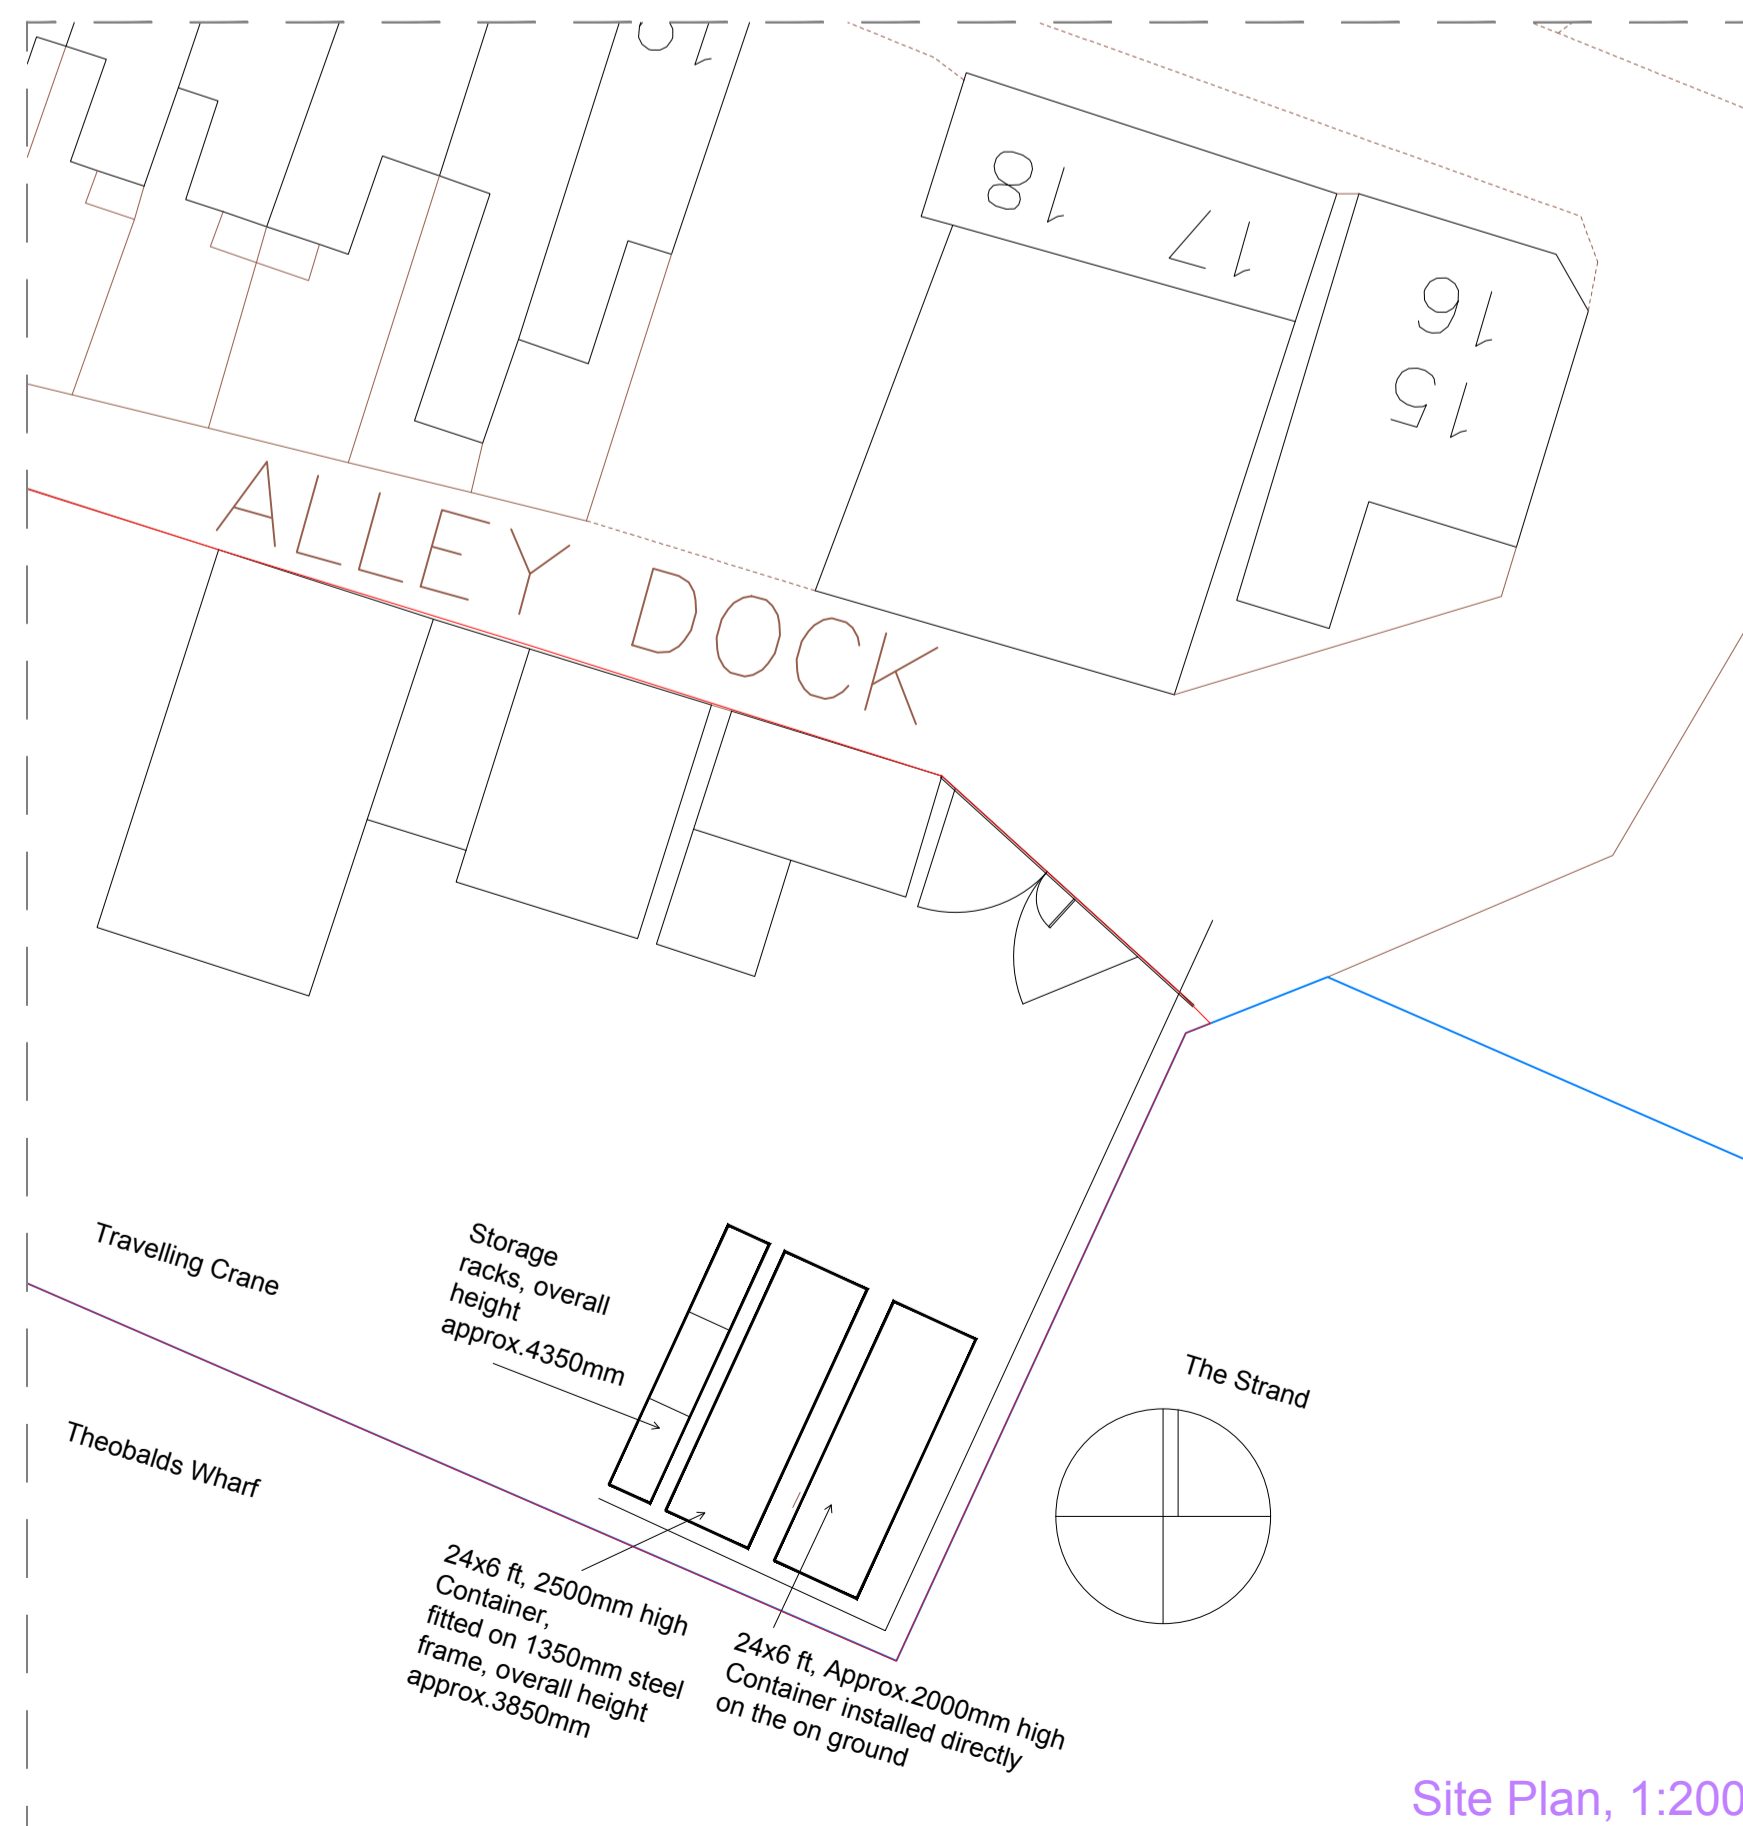 18
17
16
15
ALLEY DOCK
Travelling Crane
Storage
racks, overall
height
approx.4350mm
The Strand
Theobalds Wharf
24x6 ft, 2500mm high
Container,
fitted on 1350mm steel
frame, overall height
approx.3850mm
24x6 ft, Approx.2000mm high
Container installed directly
on the on ground
Site Plan, 1:200